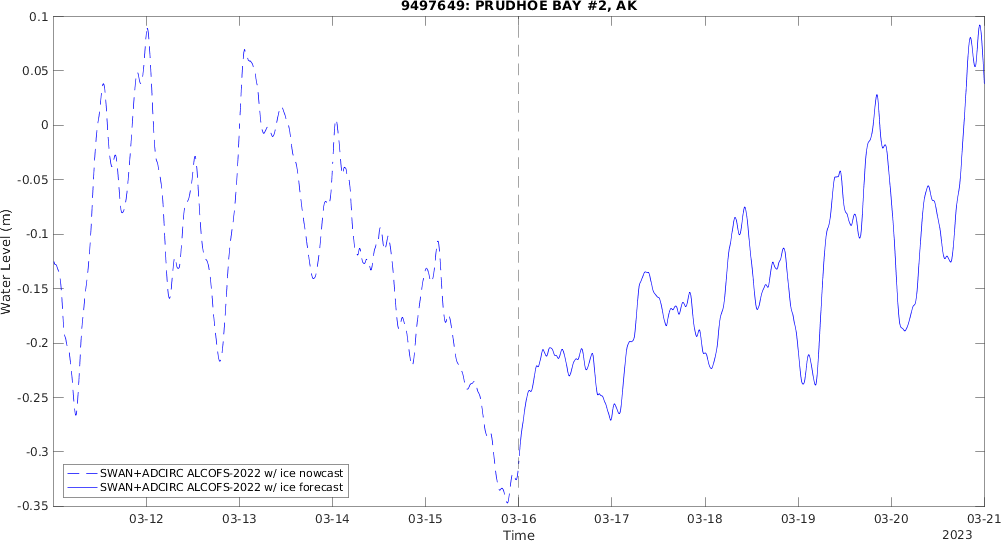 9497649: PRUDHOE BAY #2, AK
0.1
0.05
0
-0.05
-0.1
-0.15
-0.2
-0.25
-0.3
-0.35
Water Level (m)
SWAN+ADCIRC ALCOFS-2022 w/ ice nowcast
SWAN+ADCIRC ALCOFS-2022 w/ ice forecast
03-12 03-13 03-14 03-15 03-16 03-17 03-18 03-19 03-20 03-21
Time
2023